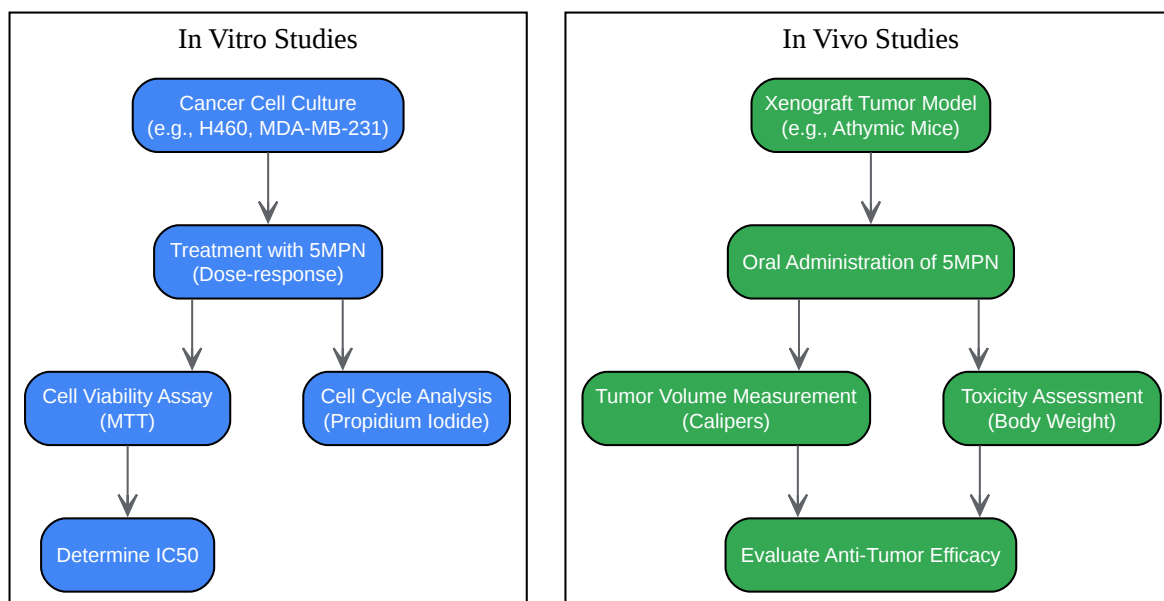 In Vitro Studies
Cancer Cell Culture
(e.g., H460, MDA-MB-231)
Treatment with 5MPN
(Dose-response)
Cell Viability Assay
(MTT)
Cell Cycle Analysis
(Propidium Iodide)
Determine IC50
In Vivo Studies
Xenograft Tumor Model
(e.g., Athymic Mice)
Oral Administration of 5MPN
Tumor Volume Measurement
(Calipers)
Toxicity Assessment
(Body Weight)
Evaluate Anti-Tumor Efficacy